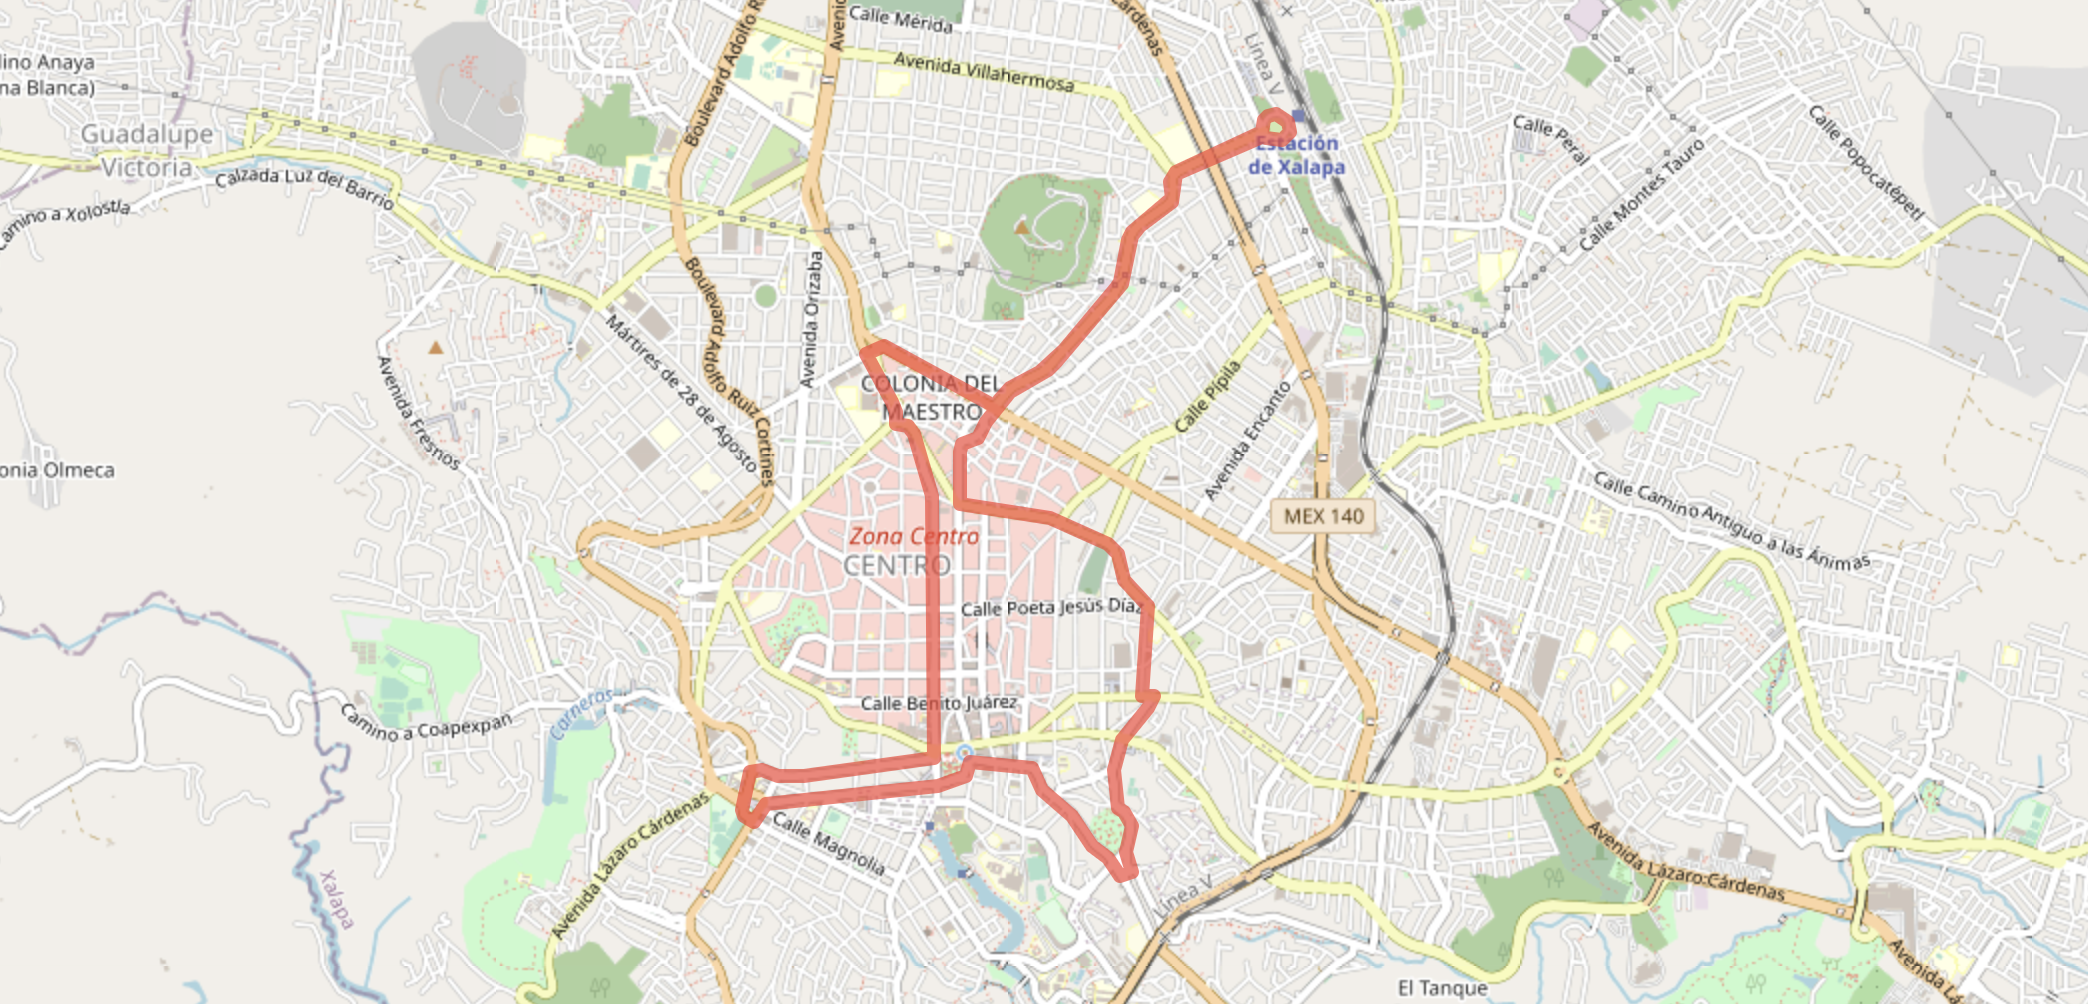 Calle Mérida
Avenida Villahermosa
Cárdenas
Boulevard Adolfo R
Avenid
Línea V
lino Anaya
na Blanca)
Guadalupe
Victoria
Calzada Luz del Barrio
Camino a Xolostla
Estación
de Xalapa
Calle Peral
Calle Montes Tauro
Calle Popocatépetl
Boulevard Adolfo Ruiz Cortines
Avenida Orizaba
Mártires de 28 de Agosto
Avenida Fresnos
COLONIA DEL
MAESTRO
Calle Pípila
Avenida Encanto
onia Olmeca
MEX 140
Calle Camino Antiguo a las Ánimas
Zona Centro
CENTRO
Calle Poeta Jesús Díaz
Calle Benito Juárez
Carneros
Camino a Coapexpan
Avenida Lázaro Cárdenas
Calle Magnolia
Xalapa
Línea V
Avenida Lázaro Cárdenas
Avenida Lá
El Tanque